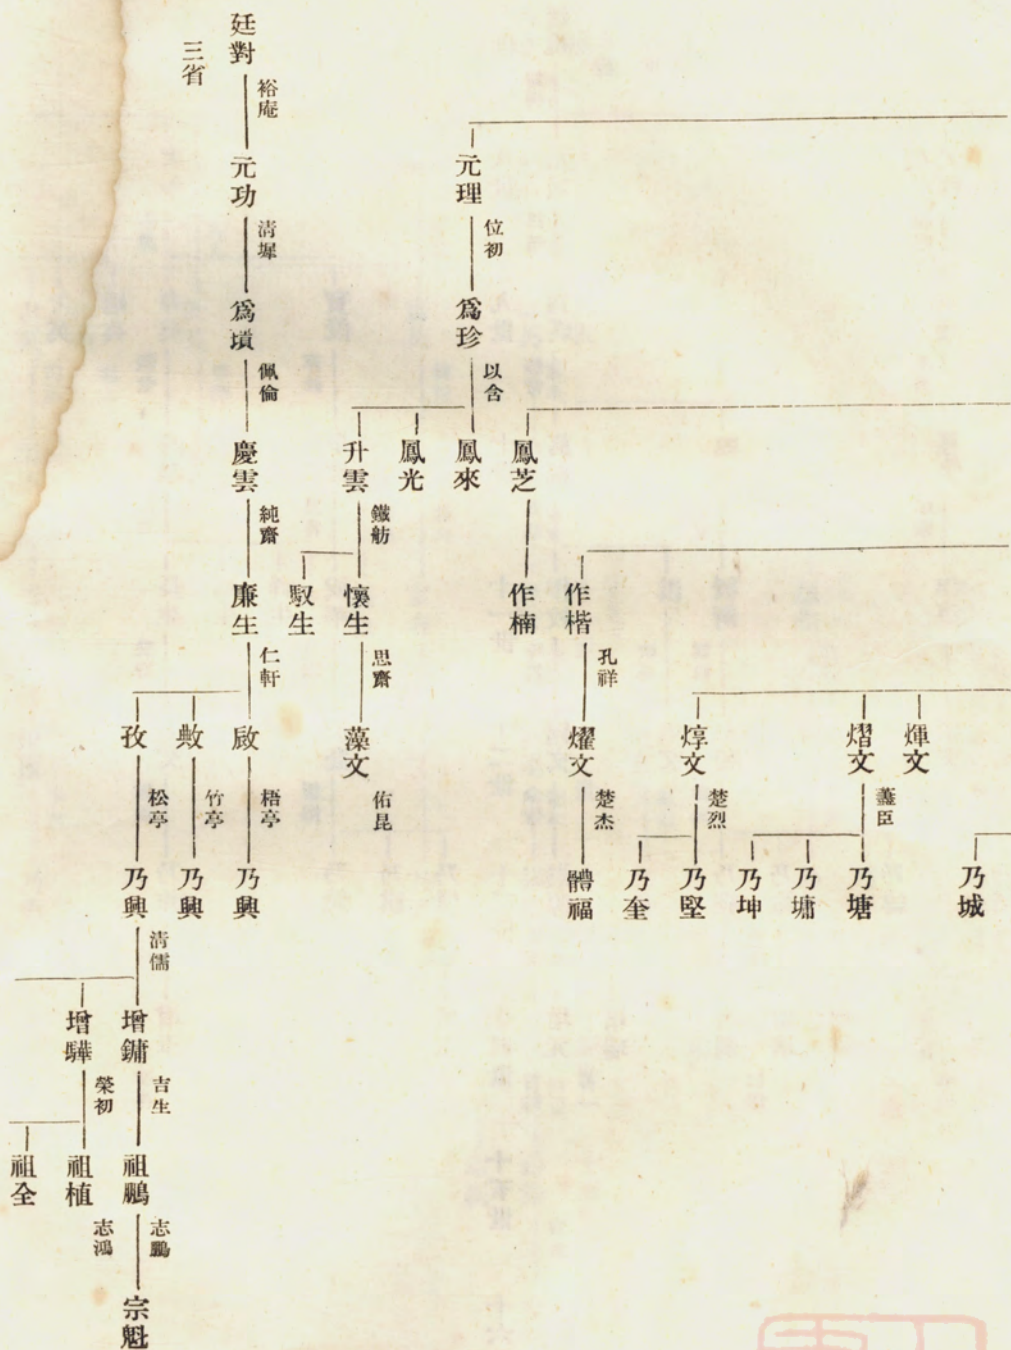 廷對
三省
裕庵
元功
元理
清墀
位初
爲璜
爲珍
佩倫
以含
慶雲
升雲
鳳光
鳳來
鳳芝
純齋
鐵舫
廉生
馭生
懷生
作楠
作楷
仁軒
思齋
孔祥
孜
敟
啟
藻文
燿文
焞文
熠文
煇文
松亭
竹亭
梧亭
佑昆
楚杰
楚烈
藎臣
乃興
乃興
乃興
體福
乃奎
乃堅
乃坤
乃墉
乃塘
乃城
清儒
增驊
增鏞
榮初
吉生
祖全
祖植
祖鵬
志鴻
志鵬
宗魁